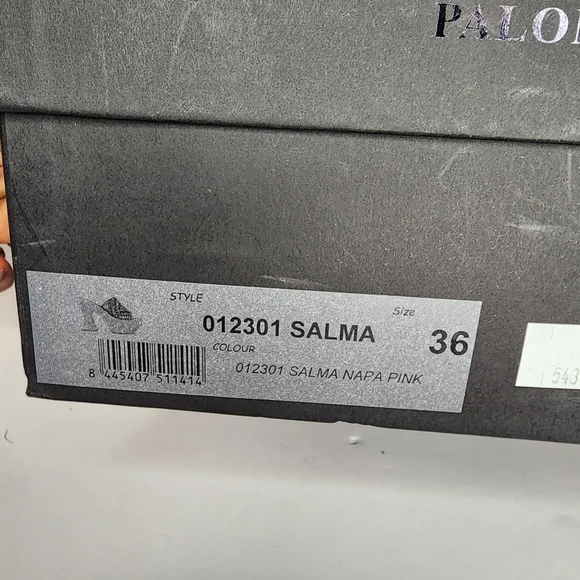 PALO
STYLE
Size
012301 SALMA
36
COLOUR
012301 SALMA NAPA PINK
8 445407 511414
543